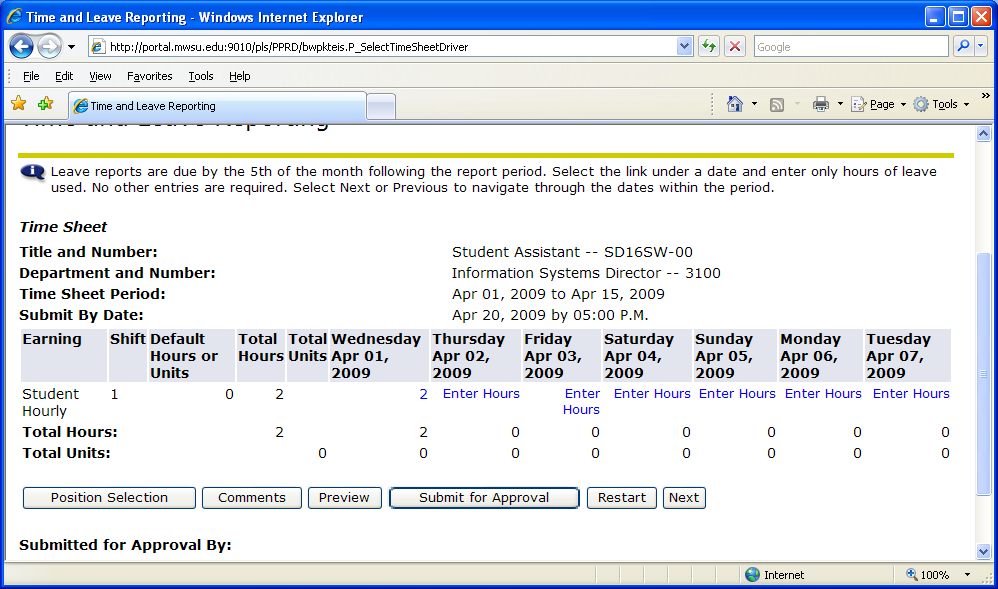 Time and Leave Reporting - Windows Internet Explorer
http://portal.mwsu.edu:9010/pls/PPRD/bwpkteis.P_SelectTimeSheetDriver
Google
File Edit View Favorites Tools Help
Time and Leave Reporting
Page Tools
Time and Leave Reporting
Leave reports are due by the 5th of the month following the report period. Select the link under a date and enter only hours of leave
used. No other entries are required. Select Next or Previous to navigate through the dates within the period.
Time Sheet
Title and Number: Student Assistant -- SD16SW-00
Department and Number: Information Systems Director -- 3100
Time Sheet Period: Apr 01, 2009 to Apr 15, 2009
Submit By Date: Apr 20, 2009 by 05:00 P.M.
Earning Shift Default Total Total Wednesday Thursday Friday Saturday Sunday Monday Tuesday
Hours or Hours Units Apr 01, Apr 02, Apr 03, Apr 04, Apr 05, Apr 06, Apr 07,
Units 2009 2009 2009 2009 2009 2009 2009
Student 1 0 2 2 Enter Hours Enter Enter Hours Enter Hours Enter Hours Enter Hours
Hourly Hours
Total Hours: 2 2 0 0 0 0 0 0
Total Units: 0 0 0 0 0 0 0 0
Position Selection Comments Preview Submit for Approval Restart Next
Submitted for Approval By:
Internet 100%